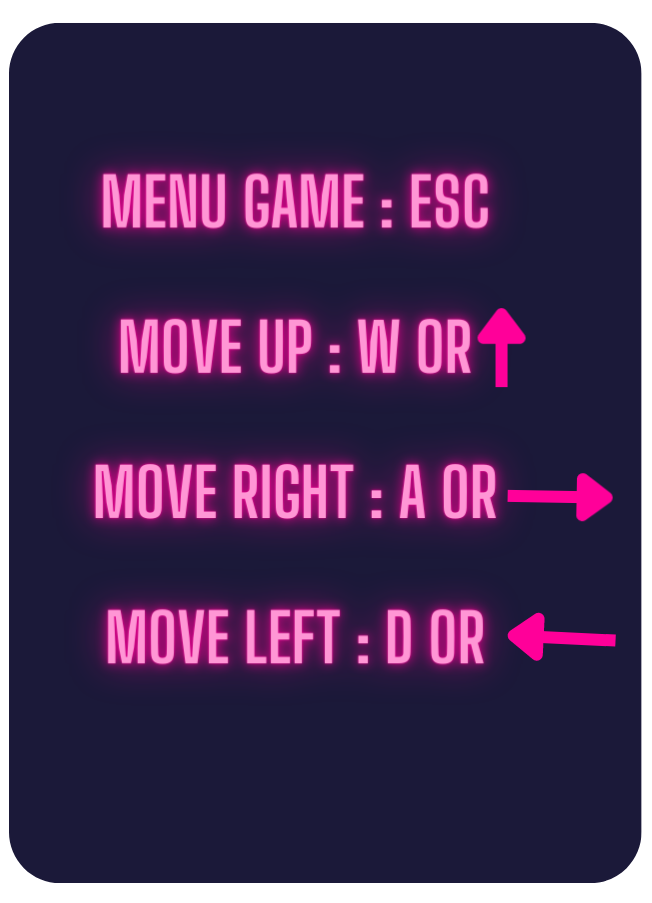 MENU GAME : ESC
MOVE UP : W OR
MOVE RIGHT : A OR
MOVE LEFT : D OR